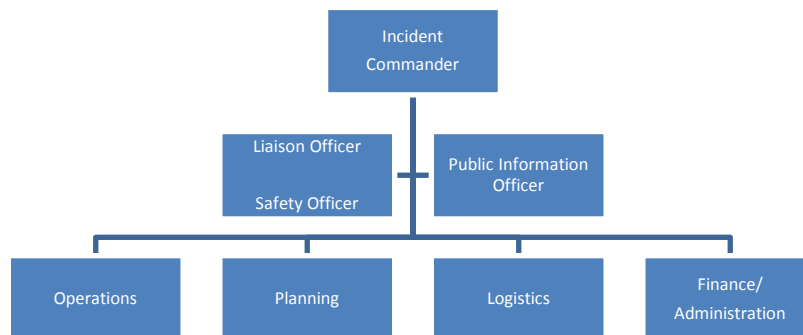 Incident
Commander
Liaison Officer
Safety Officer
Public Information
Officer
Operations
Planning
Logistics
Finance/
Administration